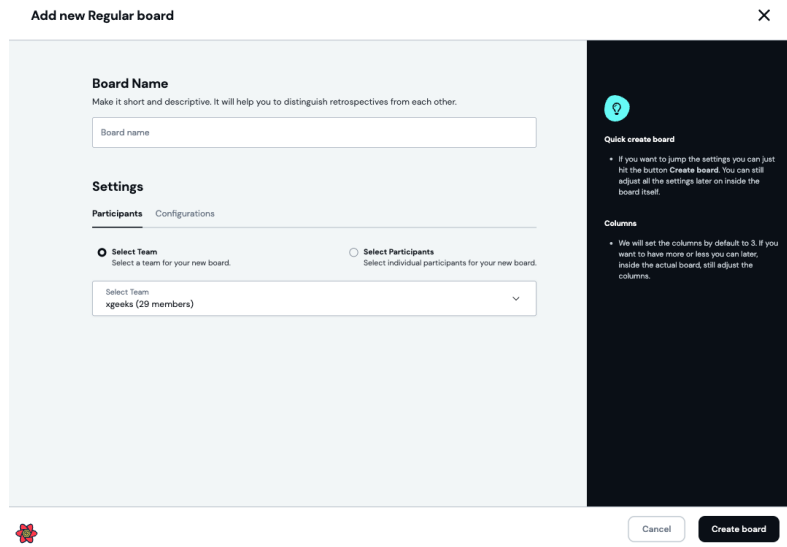 Add new Regular board
Board Name
Make it short and descriptive. It will help you to distinguish retrospectives from each other.
Board name
Settings
Participants Configurations
Select Team
Select a team for your new board.
Select Participants
Select individual participants for your new board.
Select Team
xgeeks (29 members)
Quick create board
If you want to jump the settings you can just
hit the button Create board. You can still
adjust all the settings later on inside the
board itself.
Columns
We will set the columns by default to 3. If you
want to have more or less you can later,
inside the actual board, still adjust the
columns.
Cancel
Create board